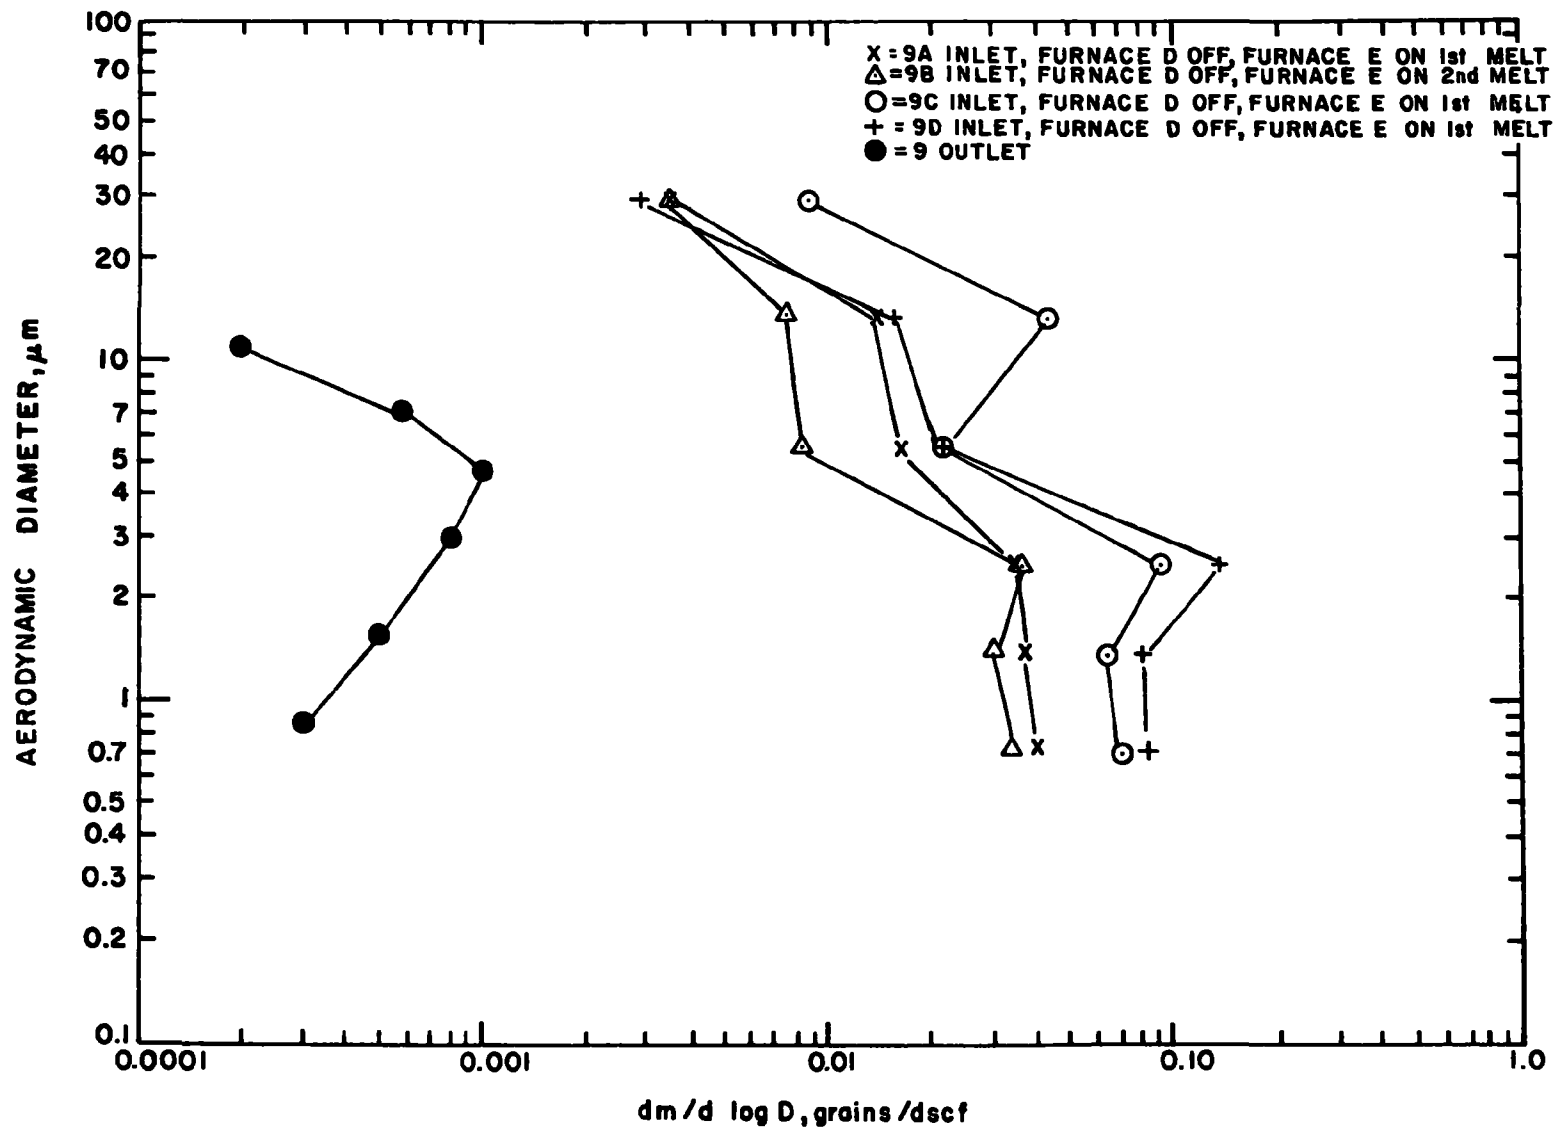 X = 9A INLET, FURNACE D OFF, FURNACE E ON 1st MELT
△ = 9B INLET, FURNACE D OFF, FURNACE E ON 2nd MELT
○ = 9C INLET, FURNACE D OFF, FURNACE E ON 1st MELT
+ = 9D INLET, FURNACE D OFF, FURNACE E ON 1st MELT
● = 9 OUTLET
AERODYNAMIC DIAMETER, μm
100
70
50
40
30
20
10
7
5
4
3
2
1
0.7
0.5
0.4
0.3
0.2
0.1
0.0001 0.001 0.01 0.10 1.0
dm/d log D, grains/dscf